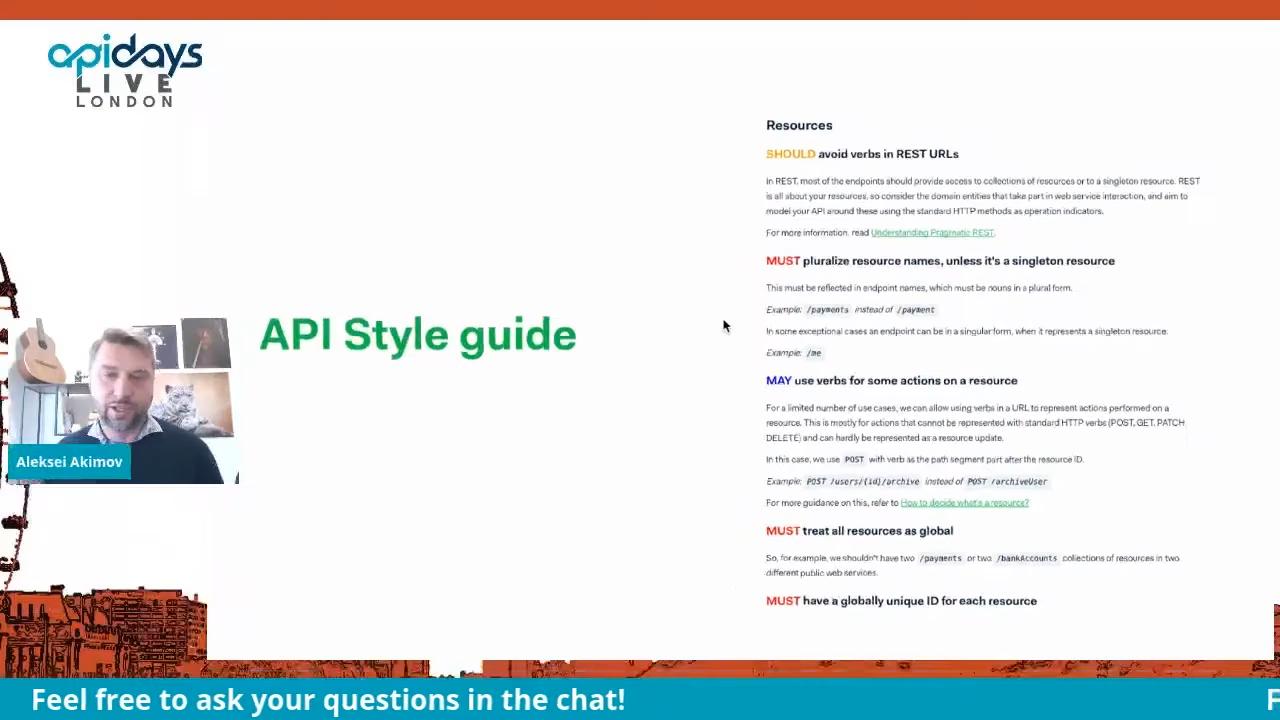 apidays
LIVE
LONDON
Resources
SHOULD avoid verbs in REST URLs
In REST, most of the endpoints should provide access to collections of resources or to a singleton resource. REST
is all about your resources, so consider the domain entities that take part in web service interaction, and aim to
model your API around these using the standard HTTP methods as operation indicators.
For more information, read Understanding Pragmatic REST.
MUST pluralize resource names, unless it's a singleton resource
This must be reflected in endpoint names, which must be nouns in a plural form.
Example: /payments instead of /payment
In some exceptional cases an endpoint can be in a singular form, when it represents a singleton resource.
Example: /me
MAY use verbs for some actions on a resource
For a limited number of use cases, we can allow using verbs in a URL to represent actions performed on a
resource. This is mostly for actions that cannot be represented with standard HTTP verbs (POST, GET, PATCH
DELETE) and can hardly be represented as a resource update.
In this case, we use POST with verb as the path segment part after the resource ID.
Example: POST /users/{id}/archive instead of POST /archiveUser
For more guidance on this, refer to How to decide what's a resource?
MUST treat all resources as global
So, for example, we shouldn't have two /payments or two /bankAccounts collections of resources in two
different public web services.
MUST have a globally unique ID for each resource
API Style guide
Aleksei Akimov
Feel free to ask your questions in the chat!
F